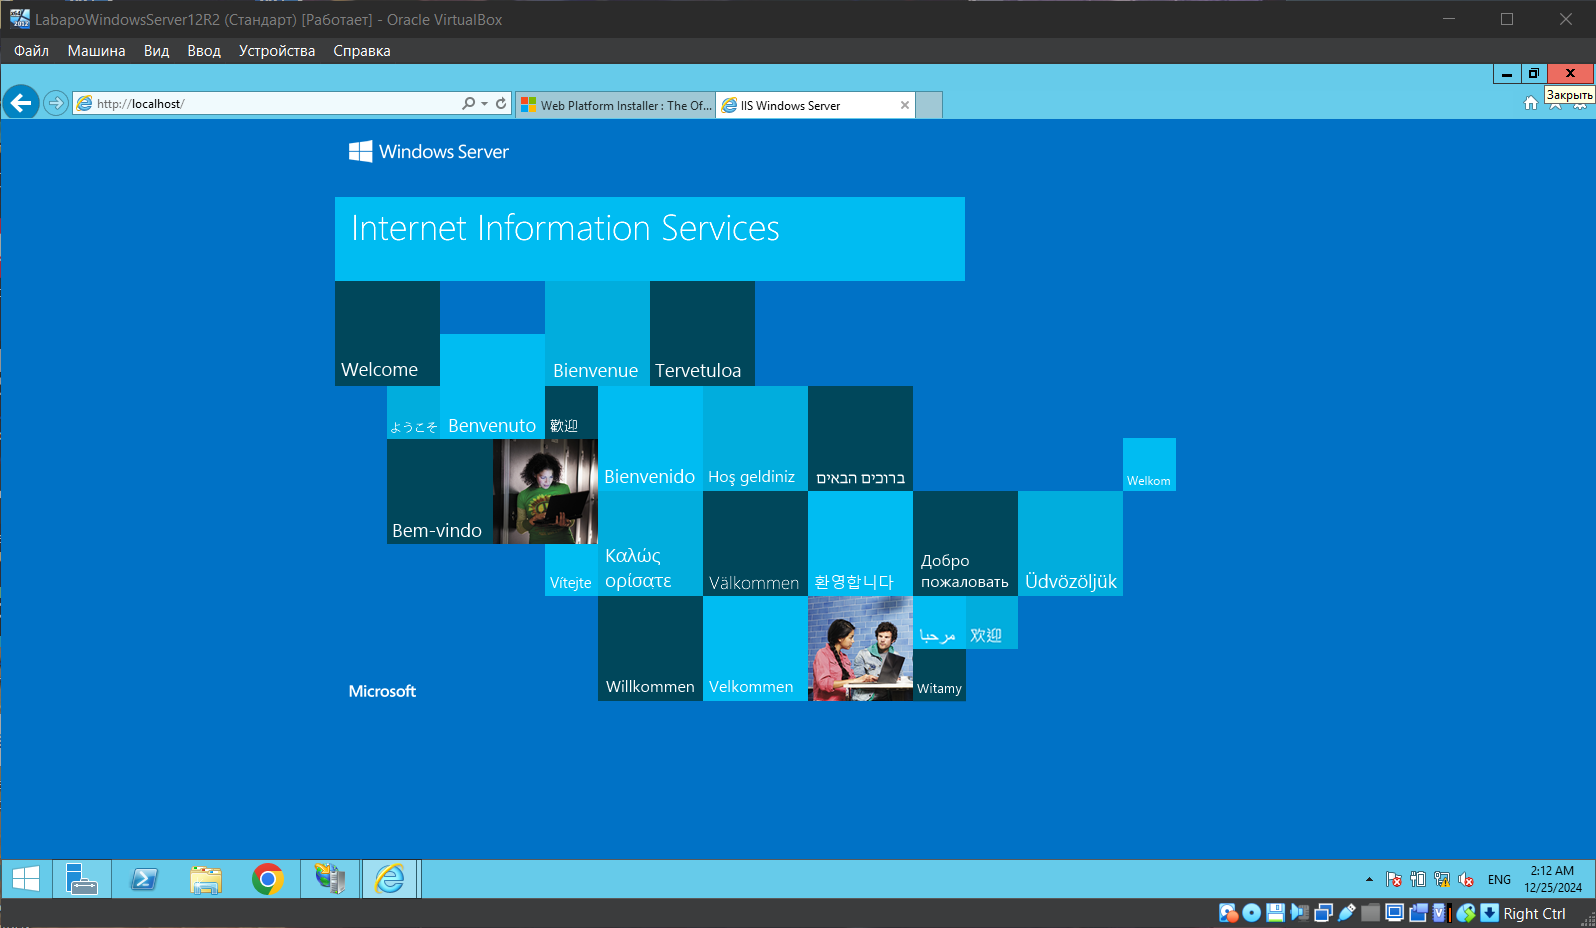 LabapoWindowsServer12R2 (Стандарт) [Работает] - Oracle VirtualBox
Файл Машина Вид Ввод Устройства Справка
http://localhost/
Web Platform Installer : The Of...
IIS Windows Server
Закрыть
Windows Server
Internet Information Services
Welcome
Bienvenue
Tervetuloa
ようこそ
Benvenuto
歡迎
Bienvenido
Hoş geldiniz
ברוכים הבאים
Welkom
Bem-vindo
Καλώς
ορίσατε
Vítejte
Välkommen
환영합니다
Добро
пожаловать
Üdvözöljük
مرحبا
欢迎
Willkommen
Velkommen
Witamy
Microsoft
ENG
2:12 AM
12/25/2024
Right Ctrl